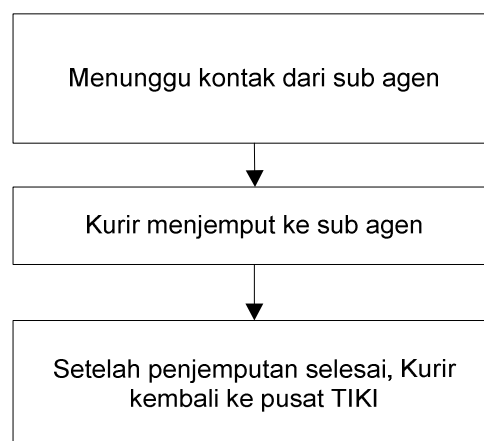 Menunggu kontak dari sub agen
Kurir menjemput ke sub agen
Setelah penjemputan selesai, Kurir
kembali ke pusat TIKI